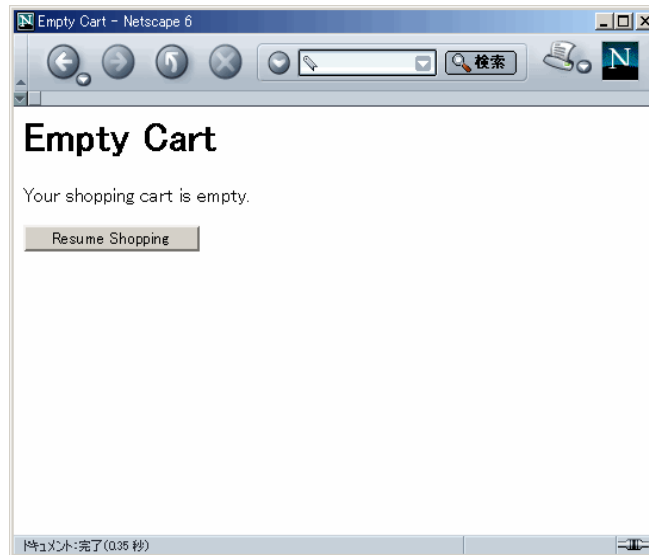 Empty Cart - Netscape 6
検索
N
Empty Cart
Your shopping cart is empty.
Resume Shopping
ドキュメント:完了(0.35 秒)